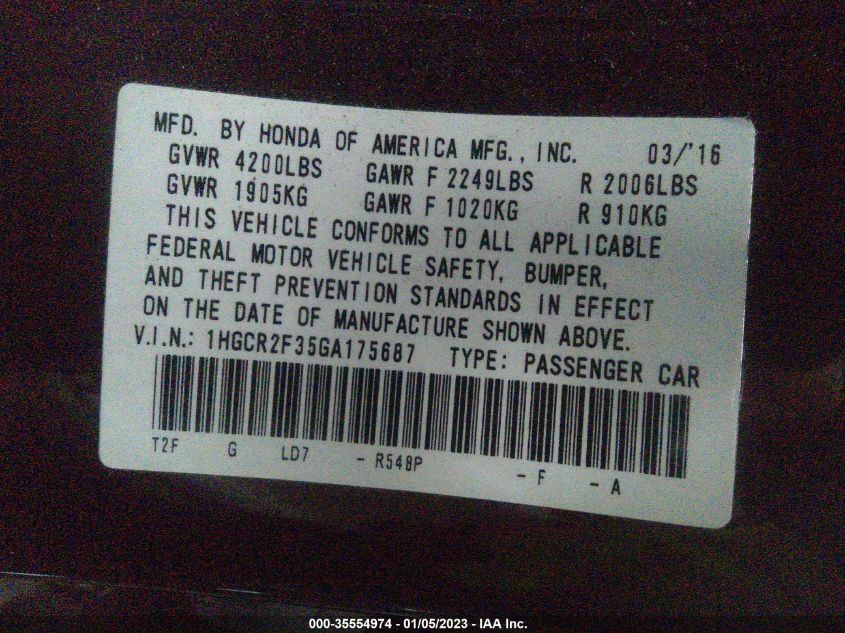 MFD. BY HONDA OF AMERICA MFG., INC. 03/'16
GVWR 4200LBS GAWR F 2249LBS R 2006LBS
GVWR 1905KG GAWR F 1020KG R 910KG
THIS VEHICLE CONFORMS TO ALL APPLICABLE
FEDERAL MOTOR VEHICLE SAFETY, BUMPER,
AND THEFT PREVENTION STANDARDS IN EFFECT
ON THE DATE OF MANUFACTURE SHOWN ABOVE.
V.I.N.: 1HGCR2F35GA175687 TYPE: PASSENGER CAR
T2F G LD7 - R548P - F - A
000-35554974 - 01/05/2023 - IAA Inc.